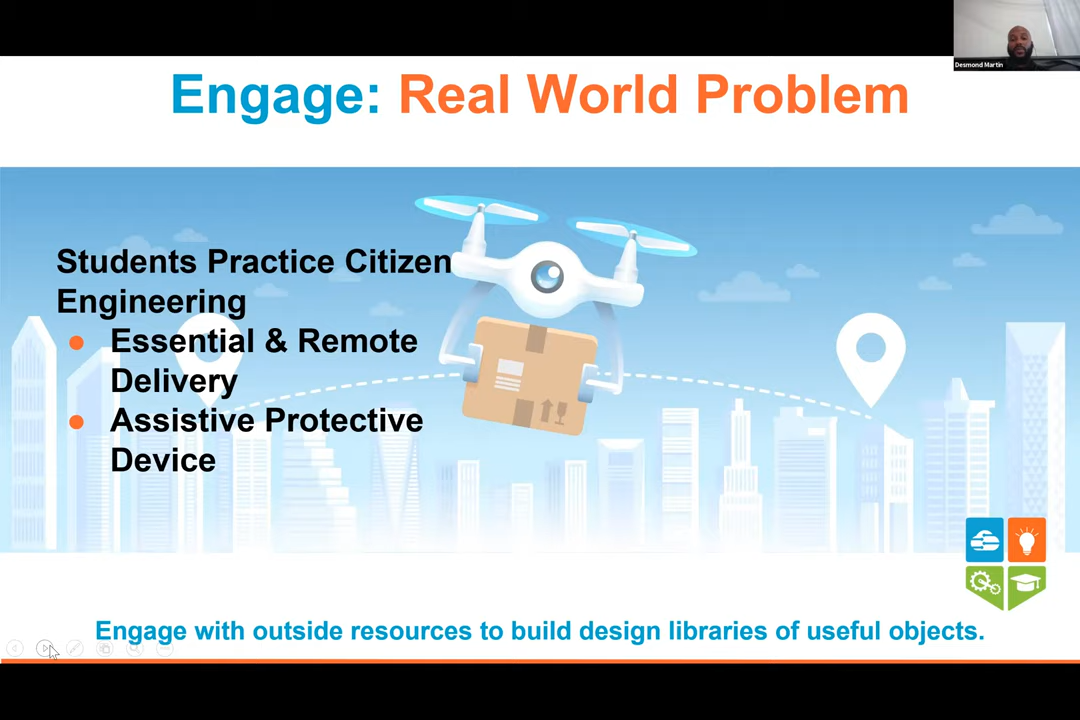 Desmond Martin
Engage: Real World Problem
Students Practice Citizen
Engineering
● Essential & Remote
Delivery
● Assistive Protective
Device
Engage with outside resources to build design libraries of useful objects.